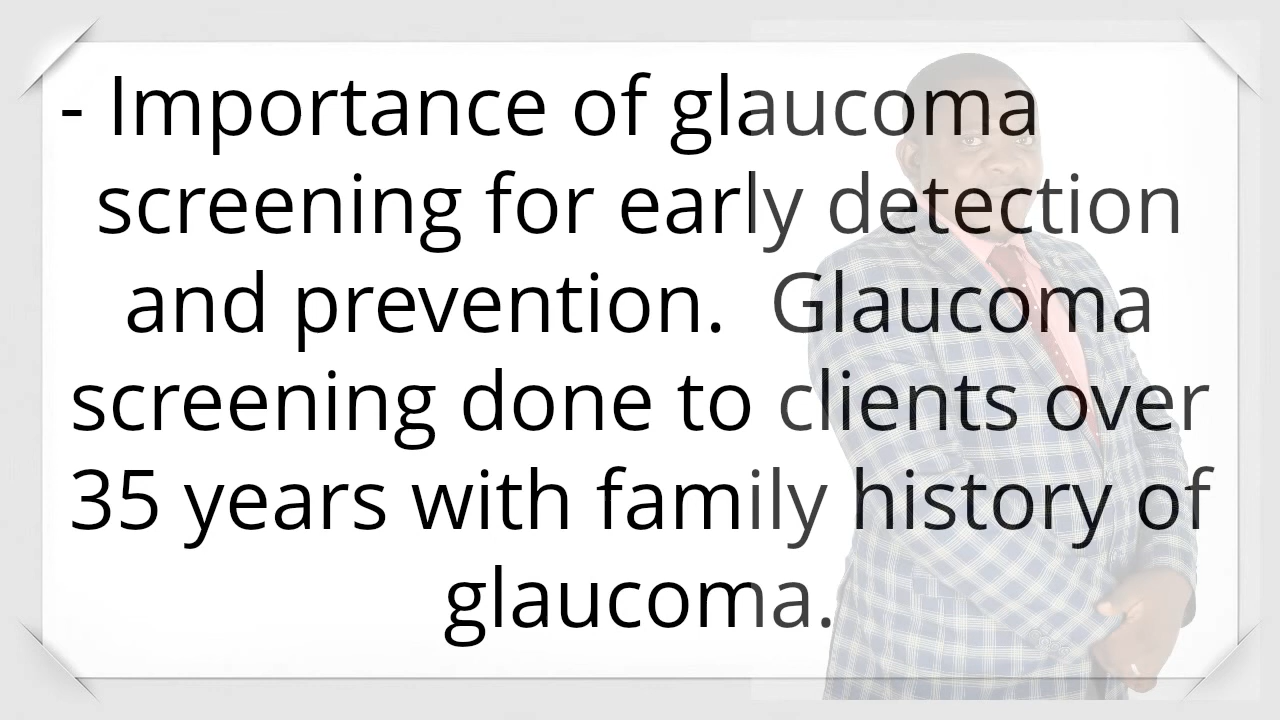 - Importance of glaucoma
screening for early detection
and prevention.  Glaucoma
screening done to clients over
35 years with family history of
glaucoma.